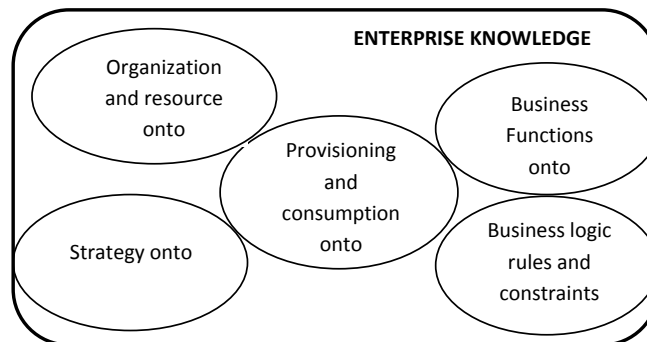 ENTERPRISE KNOWLEDGE
Organization
and resource
onto
Business
Functions
onto
Provisioning
and
consumption
onto
Strategy onto
Business logic
rules and
constraints